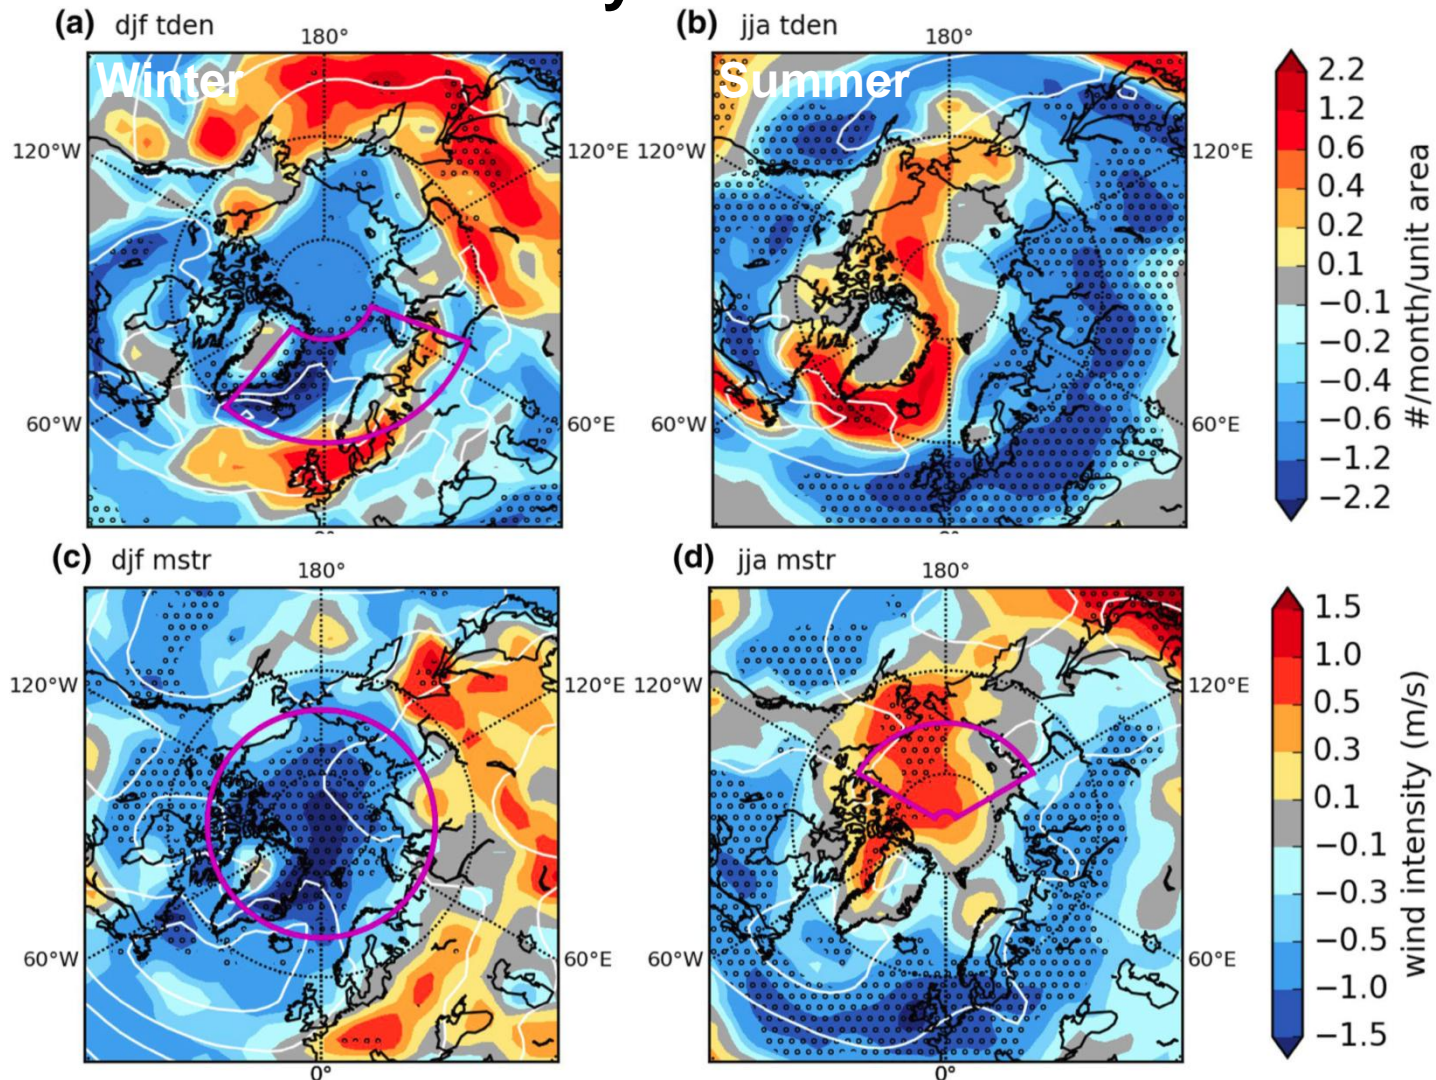 y
(a) djf tden
180°
Winter
120°W
120°E
60°W
60°E
0°
(b) jja tden
180°
Summer
120°W
120°E
60°W
60°E
0°
2.2
1.2
0.6
0.4
0.2
0.1
−0.1
−0.2
−0.4
−0.6
−1.2
−2.2
#/month/unit area
(c) djf mstr
180°
120°W
120°E
60°W
60°E
0°
(d) jja mstr
180°
120°W
120°E
60°W
60°E
0°
1.5
1.0
0.5
0.3
0.1
−0.1
−0.3
−0.5
−1.0
−1.5
wind intensity (m/s)